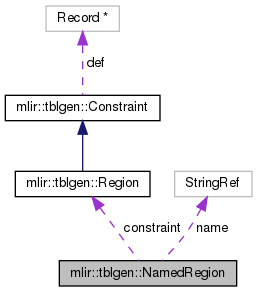 Record *
def
mlir::tblgen::Constraint
mlir::tblgen::Region
StringRef
constraint
name
mlir::tblgen::NamedRegion